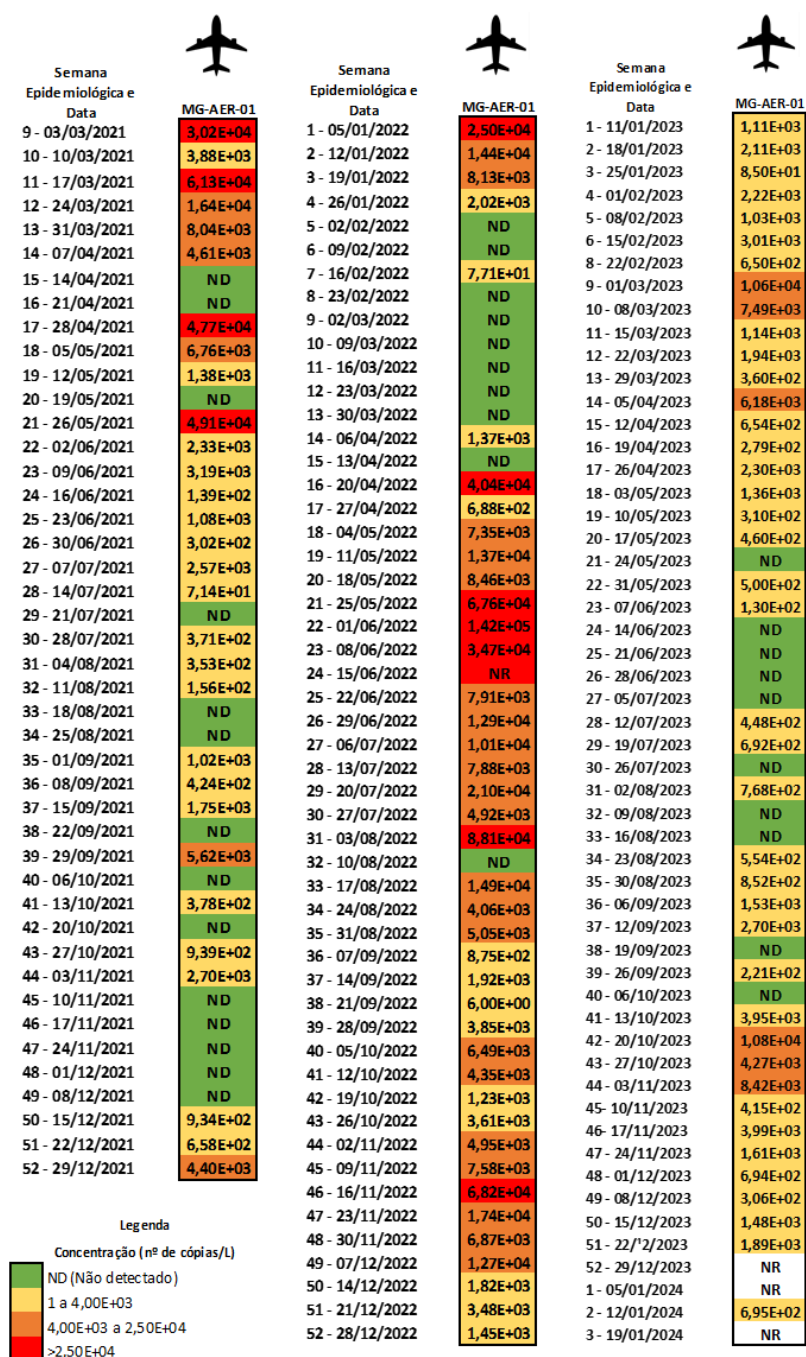 Semana
Epidemiológica e
Data
MG-AER-01
9 - 03/03/2021 3,02E+04
10 - 10/03/2021 3,88E+03
11 - 17/03/2021 6,13E+04
12 - 24/03/2021 1,64E+04
13 - 31/03/2021 8,04E+03
14 - 07/04/2021 4,61E+03
15 - 14/04/2021 ND
16 - 21/04/2021 ND
17 - 28/04/2021 4,77E+04
18 - 05/05/2021 6,76E+03
19 - 12/05/2021 1,38E+03
20 - 19/05/2021 ND
21 - 26/05/2021 4,91E+04
22 - 02/06/2021 2,33E+03
23 - 09/06/2021 3,19E+03
24 - 16/06/2021 1,39E+02
25 - 23/06/2021 1,08E+03
26 - 30/06/2021 3,02E+02
27 - 07/07/2021 2,57E+03
28 - 14/07/2021 7,14E+01
29 - 21/07/2021 ND
30 - 28/07/2021 3,71E+02
31 - 04/08/2021 3,53E+02
32 - 11/08/2021 1,56E+02
33 - 18/08/2021 ND
34 - 25/08/2021 ND
35 - 01/09/2021 1,02E+03
36 - 08/09/2021 4,24E+02
37 - 15/09/2021 1,75E+03
38 - 22/09/2021 ND
39 - 29/09/2021 5,62E+03
40 - 06/10/2021 ND
41 - 13/10/2021 3,78E+02
42 - 20/10/2021 ND
43 - 27/10/2021 9,39E+02
44 - 03/11/2021 2,70E+03
45 - 10/11/2021 ND
46 - 17/11/2021 ND
47 - 24/11/2021 ND
48 - 01/12/2021 ND
49 - 08/12/2021 ND
50 - 15/12/2021 9,34E+02
51 - 22/12/2021 6,58E+02
52 - 29/12/2021 4,40E+03
Legenda
Concentração (nº de cópias/L)
ND (Não detectado)
1 a 4,00E+03
4,00E+03 a 2,50E+04
>2,50E+04
Semana
Epidemiológica e
Data
MG-AER-01
1 - 05/01/2022 2,50E+04
2 - 12/01/2022 1,44E+04
3 - 19/01/2022 8,13E+03
4 - 26/01/2022 2,02E+03
5 - 02/02/2022 ND
6 - 09/02/2022 ND
7 - 16/02/2022 7,71E+01
8 - 23/02/2022 ND
9 - 02/03/2022 ND
10 - 09/03/2022 ND
11 - 16/03/2022 ND
12 - 23/03/2022 ND
13 - 30/03/2022 ND
14 - 06/04/2022 1,37E+03
15 - 13/04/2022 ND
16 - 20/04/2022 4,04E+04
17 - 27/04/2022 6,88E+02
18 - 04/05/2022 7,35E+03
19 - 11/05/2022 1,37E+04
20 - 18/05/2022 8,46E+03
21 - 25/05/2022 6,76E+04
22 - 01/06/2022 1,42E+05
23 - 08/06/2022 3,47E+04
24 - 15/06/2022 NR
25 - 22/06/2022 7,91E+03
26 - 29/06/2022 1,29E+04
27 - 06/07/2022 1,01E+04
28 - 13/07/2022 7,88E+03
29 - 20/07/2022 2,10E+04
30 - 27/07/2022 4,92E+03
31 - 03/08/2022 8,81E+04
32 - 10/08/2022 ND
33 - 17/08/2022 1,49E+04
34 - 24/08/2022 4,06E+03
35 - 31/08/2022 5,05E+03
36 - 07/09/2022 8,75E+02
37 - 14/09/2022 1,92E+03
38 - 21/09/2022 6,00E+00
39 - 28/09/2022 3,85E+03
40 - 05/10/2022 6,49E+03
41 - 12/10/2022 4,35E+03
42 - 19/10/2022 1,23E+03
43 - 26/10/2022 3,61E+03
44 - 02/11/2022 4,95E+03
45 - 09/11/2022 7,58E+03
46 - 16/11/2022 6,82E+04
47 - 23/11/2022 1,74E+04
48 - 30/11/2022 6,87E+03
49 - 07/12/2022 1,27E+04
50 - 14/12/2022 1,82E+03
51 - 21/12/2022 3,48E+03
52 - 28/12/2022 1,45E+03
Semana
Epidemiológica e
Data
MG-AER-01
1 - 11/01/2023 1,11E+03
2 - 18/01/2023 2,11E+03
3 - 25/01/2023 8,50E+01
4 - 01/02/2023 2,22E+03
5 - 08/02/2023 1,03E+03
6 - 15/02/2023 3,01E+03
8 - 22/02/2023 6,50E+02
9 - 01/03/2023 1,06E+04
10 - 08/03/2023 7,49E+03
11 - 15/03/2023 1,14E+03
12 - 22/03/2023 1,94E+03
13 - 29/03/2023 3,60E+02
14 - 05/04/2023 6,18E+03
15 - 12/04/2023 6,54E+02
16 - 19/04/2023 2,79E+02
17 - 26/04/2023 2,30E+03
18 - 03/05/2023 1,36E+03
19 - 10/05/2023 3,10E+02
20 - 17/05/2023 4,60E+02
21 - 24/05/2023 ND
22 - 31/05/2023 5,00E+02
23 - 07/06/2023 1,30E+02
24 - 14/06/2023 ND
25 - 21/06/2023 ND
26 - 28/06/2023 ND
27 - 05/07/2023 ND
28 - 12/07/2023 4,48E+02
29 - 19/07/2023 6,92E+02
30 - 26/07/2023 ND
31 - 02/08/2023 7,68E+02
32 - 09/08/2023 ND
33 - 16/08/2023 ND
34 - 23/08/2023 5,54E+02
35 - 30/08/2023 8,52E+02
36 - 06/09/2023 1,53E+03
37 - 12/09/2023 2,70E+03
38 - 19/09/2023 ND
39 - 26/09/2023 2,21E+02
40 - 06/10/2023 ND
41 - 13/10/2023 3,95E+03
42 - 20/10/2023 1,08E+04
43 - 27/10/2023 4,27E+03
44 - 03/11/2023 8,42E+03
45- 10/11/2023 4,15E+02
46- 17/11/2023 3,99E+03
47 - 24/11/2023 1,61E+03
48 - 01/12/2023 6,94E+02
49 - 08/12/2023 3,06E+02
50 - 15/12/2023 1,48E+03
51 - 22/'2/2023 1,89E+03
52 - 29/12/2023 NR
1 - 05/01/2024 NR
2 - 12/01/2024 6,95E+02
3 - 19/01/2024 NR